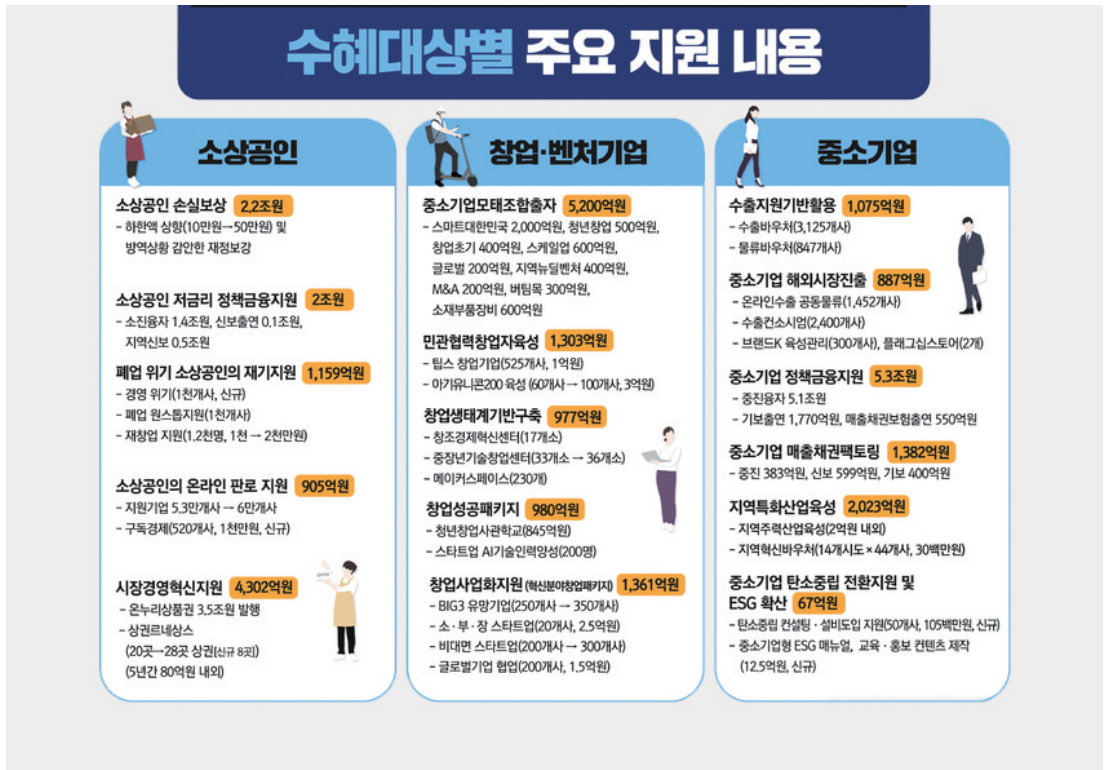 수혜대상별 주요 지원 내용
소상공인
소상공인 손실보상 2.2조원
- 하한액 상향(10만원→50만원) 및
방역상황 감안한 재정보강
소상공인 저금리 정책금융지원 2조원
- 소진융자 1.4조원, 신보출연 0.1조원,
지역신보 0.5조원
폐업 위기 소상공인의 재기지원 1,159억원
- 경영 위기(1천개사, 신규)
- 폐업 원스톱지원(1천개사)
- 재창업 지원(1.2천명, 1천 → 2천만원)
소상공인의 온라인 판로 지원 905억원
- 지원기업 5.3만개사 → 6만개사
- 구독경제(520개사, 1천만원, 신규)
시장경영혁신지원 4,302억원
- 온누리상품권 3.5조원 발행
- 상권르네상스
(20곳→28곳 상권[신규 8곳])
(5년간 80억원 내외)
창업·벤처기업
중소기업모태조합출자 5,200억원
- 스마트대한민국 2,000억원, 청년창업 500억원,
창업초기 400억원, 스케일업 600억원,
글로벌 200억원, 지역뉴딜벤처 400억원,
M&A 200억원, 버팀목 300억원,
소재부품장비 600억원
민관협력창업자육성 1,303억원
- 팁스 창업기업(525개사, 1억원)
- 아기유니콘200 육성 (60개사 → 100개사, 3억원)
창업생태계기반구축 977억원
- 창조경제혁신센터(17개소)
- 중장년기술창업센터(33개소 → 36개소)
- 메이커스페이스(230개)
창업성공패키지 980억원
- 청년창업사관학교(845억원)
- 스타트업 AI기술인력양성(200명)
창업사업화지원 (혁신분야창업패키지) 1,361억원
- BIG3 유망기업(250개사 → 350개사)
- 소·부·장 스타트업(20개사, 2.5억원)
- 비대면 스타트업(200개사 → 300개사)
- 글로벌기업 협업(200개사, 1.5억원)
중소기업
수출지원기반활용 1,075억원
- 수출바우처(3,125개사)
- 물류바우처(847개사)
중소기업 해외시장진출 887억원
- 온라인수출 공동물류(1,452개사)
- 수출컨소시엄(2,400개사)
- 브랜드K 육성관리(300개사), 플래그십스토어(2개)
중소기업 정책금융지원 5.3조원
- 중진융자 5.1조원
- 기보출연 1,770억원, 매출채권보험출연 550억원
중소기업 매출채권팩토링 1,382억원
- 중진 383억원, 신보 599억원, 기보 400억원
지역특화산업육성 2,023억원
- 지역주력산업육성(2억원 내외)
- 지역혁신바우처(14개시도 × 44개사, 30백만원)
중소기업 탄소중립 전환지원 및
ESG 확산 67억원
- 탄소중립 컨설팅·설비도입 지원(50개사, 105백만원, 신규)
- 중소기업형 ESG 매뉴얼, 교육·홍보 컨텐츠 제작
(12.5억원, 신규)